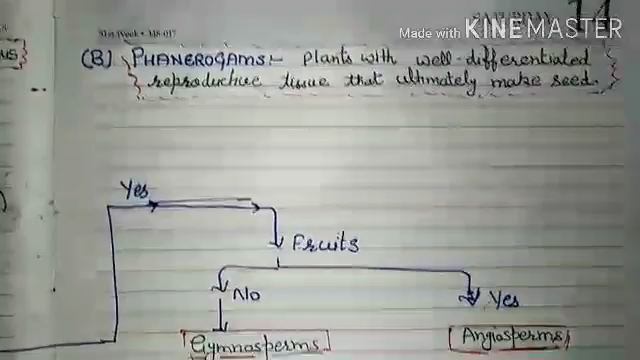 Made with KINEMASTER
14
(B) PHANEROGAMS:- Plants with well-differentiated
reproductive tissue that ultimately make seed.
Yes
Fruits
No
Yes
Gymnosperms
Angiosperms